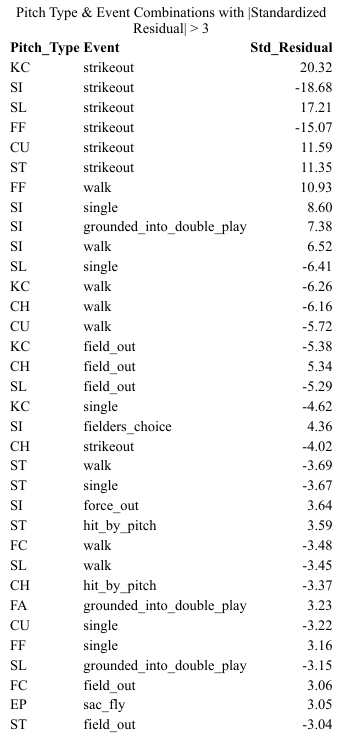 Pitch Type & Event Combinations with |Standardized
Residual| > 3
Pitch_Type Event Std_Residual
KC strikeout 20.32
SI strikeout -18.68
SL strikeout 17.21
FF strikeout -15.07
CU strikeout 11.59
ST strikeout 11.35
FF walk 10.93
SI single 8.60
SI grounded_into_double_play 7.38
SI walk 6.52
SL single -6.41
KC walk -6.26
CH walk -6.16
CU walk -5.72
KC field_out -5.38
CH field_out 5.34
SL field_out -5.29
KC single -4.62
SI fielders_choice 4.36
CH strikeout -4.02
ST walk -3.69
ST single -3.67
SI force_out 3.64
ST hit_by_pitch 3.59
FC walk -3.48
SL walk -3.45
CH hit_by_pitch -3.37
FA grounded_into_double_play 3.23
CU single -3.22
FF single 3.16
SL grounded_into_double_play -3.15
FC field_out 3.06
EP sac_fly 3.05
ST field_out -3.04